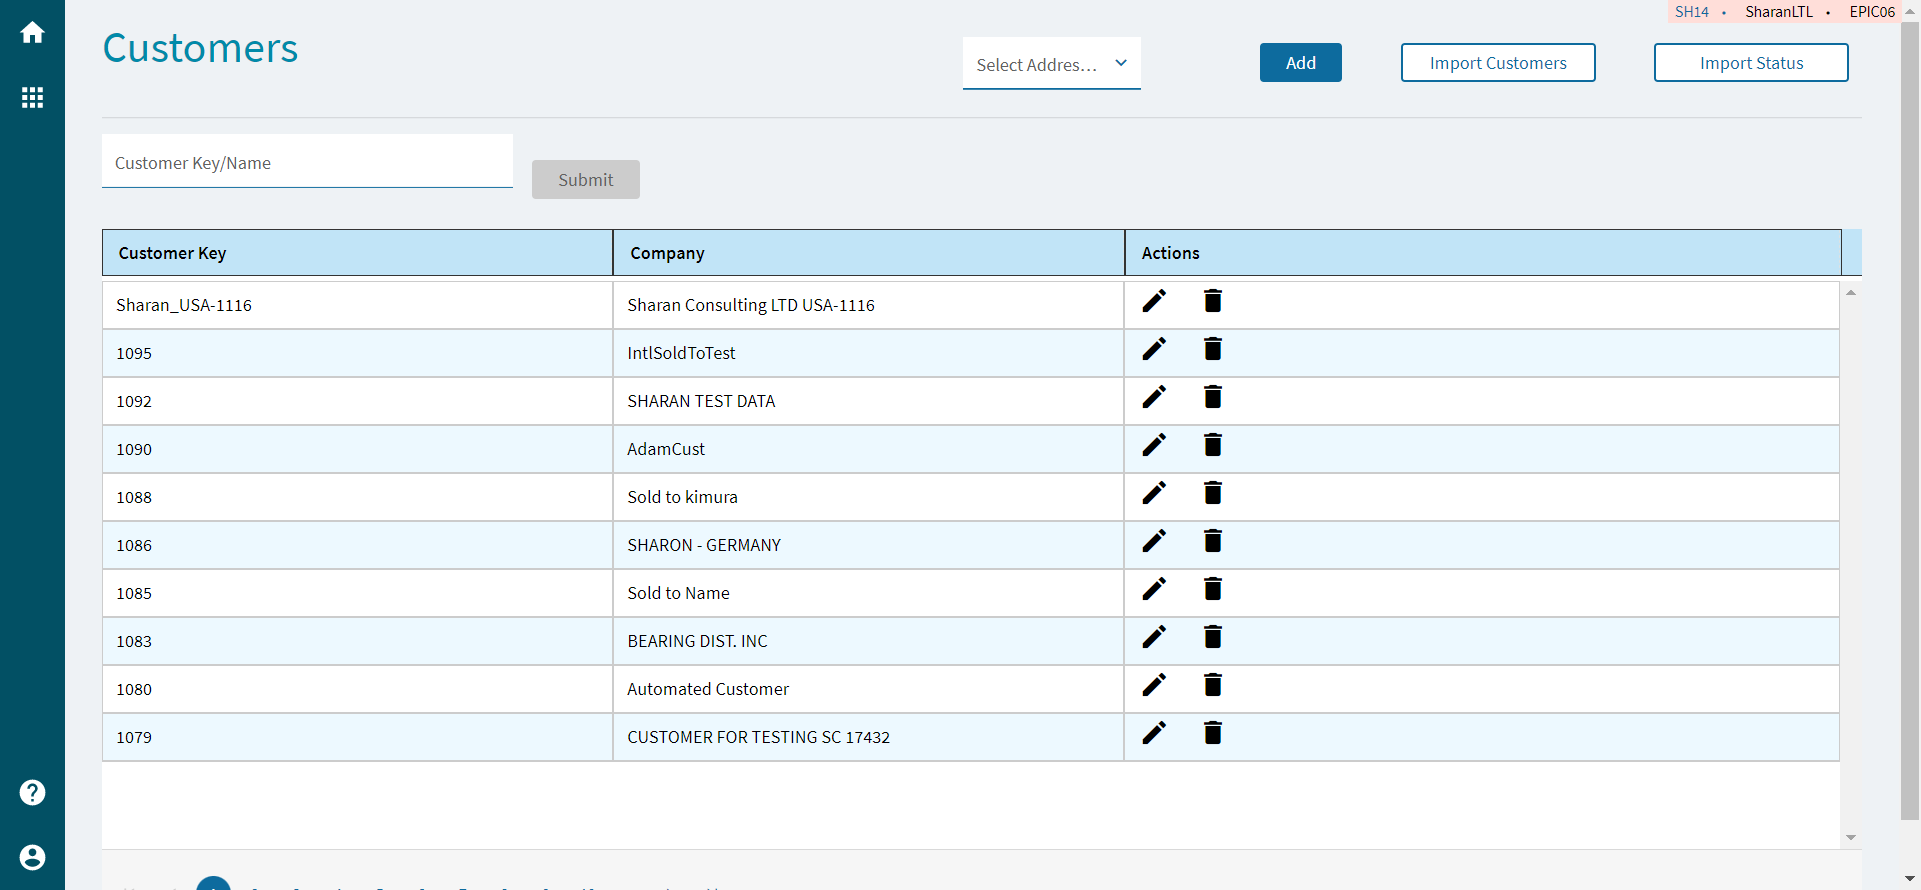 SH14 • SharanLTL • EPIC06
Customers
Select Addres...
Add
Import Customers
Import Status
Customer Key/Name
Submit
Customer Key Company Actions
Sharan_USA-1116 Sharan Consulting LTD USA-1116
1095 IntlSoldToTest
1092 SHARAN TEST DATA
1090 AdamCust
1088 Sold to kimura
1086 SHARON - GERMANY
1085 Sold to Name
1083 BEARING DIST. INC
1080 Automated Customer
1079 CUSTOMER FOR TESTING SC 17432